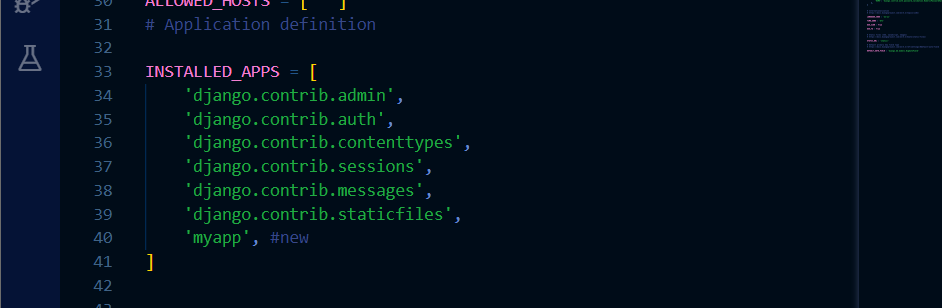 30 ALLOWED_HOSTS = [ ]
31 # Application definition
32
33 INSTALLED_APPS = [
34 'django.contrib.admin',
35 'django.contrib.auth',
36 'django.contrib.contenttypes',
37 'django.contrib.sessions',
38 'django.contrib.messages',
39 'django.contrib.staticfiles',
40 'myapp', #new
41 ]
42
43